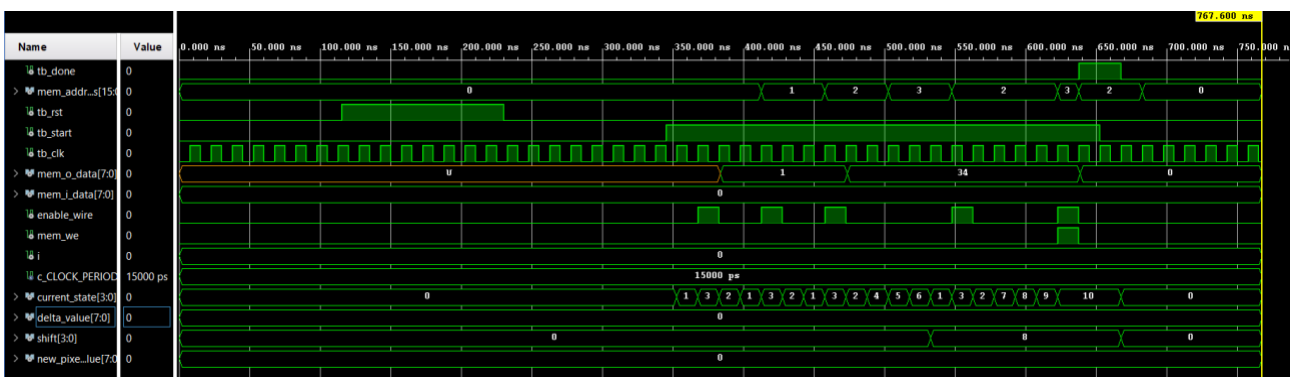 767.600 ns
Name Value 0.000 ns 50.000 ns 100.000 ns 150.000 ns 200.000 ns 250.000 ns 300.000 ns 350.000 ns 400.000 ns 450.000 ns 500.000 ns 550.000 ns 600.000 ns 650.000 ns 700.000 ns 750.000 ns
tb_done 0
> mem_addr...s[15:0 0 0 1 2 3 2 3 2 0
tb_rst 0
tb_start 0
tb_clk 0
> mem_o_data[7:0] 0 U 1 34 0
> mem_i_data[7:0] 0 0
enable_wire 0
mem_we 0
i 0 0
c_CLOCK_PERIOD 15000 ps 15000 ps
> current_state[3:0] 0 0 1 3 2 1 3 2 1 3 2 4 5 6 1 3 2 7 8 9 10 0
> delta_value[7:0] 0 0
> shift[3:0] 0 0 8 0
> new_pixe...lue[7:0 0 0